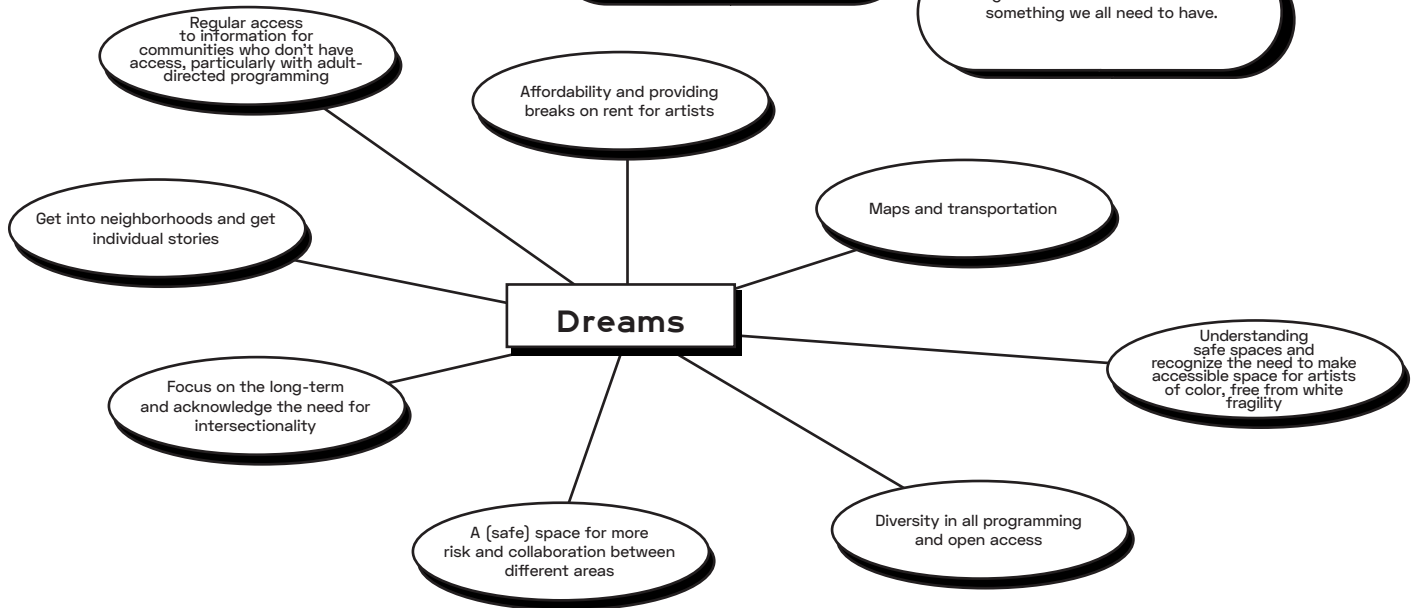 something we all need to have.
Regular access
to information for
communities who don't have
access, particularly with adult-
directed programming
Affordability and providing
breaks on rent for artists
Maps and transportation
Get into neighborhoods and get
individual stories
Dreams
Understanding
safe spaces and
recognize the need to make
accessible space for artists
of color, free from white
fragility
Focus on the long-term
and acknowledge the need for
intersectionality
A (safe) space for more
risk and collaboration between
different areas
Diversity in all programming
and open access